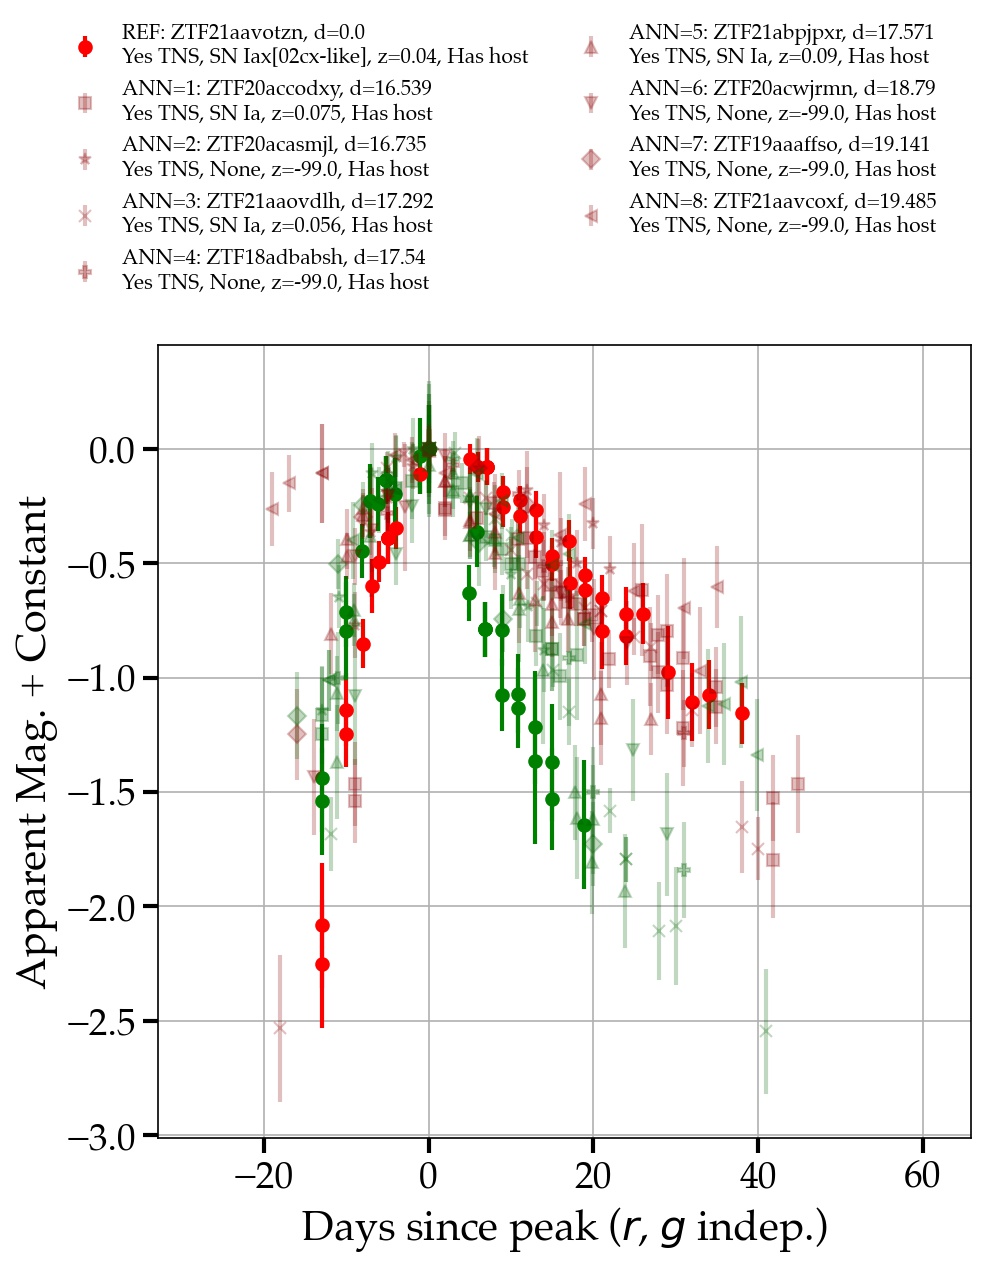 REF: ZTF21aavotzn, d=0.0
Yes TNS, SN Iax[02cx-like], z=0.04, Has host
ANN=1: ZTF20accodxy, d=16.539
Yes TNS, SN Ia, z=0.075, Has host
ANN=2: ZTF20acasmjl, d=16.735
Yes TNS, None, z=-99.0, Has host
ANN=3: ZTF21aaovdlh, d=17.292
Yes TNS, SN Ia, z=0.056, Has host
ANN=4: ZTF18adbabsh, d=17.54
Yes TNS, None, z=-99.0, Has host
ANN=5: ZTF21abpjpxr, d=17.571
Yes TNS, SN Ia, z=0.09, Has host
ANN=6: ZTF20acwjrmn, d=18.79
Yes TNS, None, z=-99.0, Has host
ANN=7: ZTF19aaaffso, d=19.141
Yes TNS, None, z=-99.0, Has host
ANN=8: ZTF21aavcoxf, d=19.485
Yes TNS, None, z=-99.0, Has host
Apparent Mag. + Constant
0.0
−0.5
−1.0
−1.5
−2.0
−2.5
−3.0
−20
0
20
40
60
Days since peak (r, g indep.)